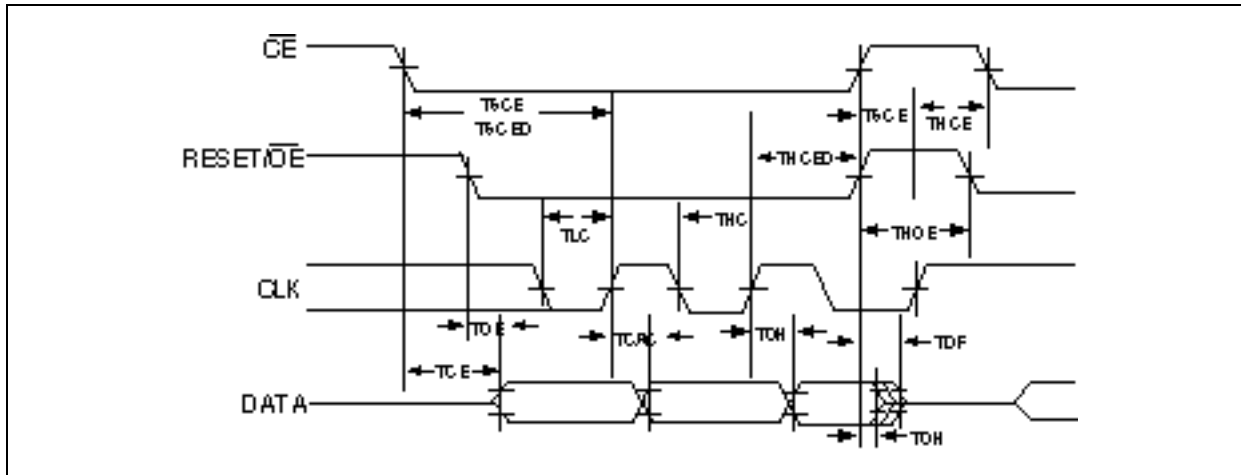 CE
TSCE
TSCED
TSCE
THCE
RESET/OE
THCED
TLC
THC
THOE
CLK
TOE
TCAC
TOH
TDF
TCE
DATA
TOH